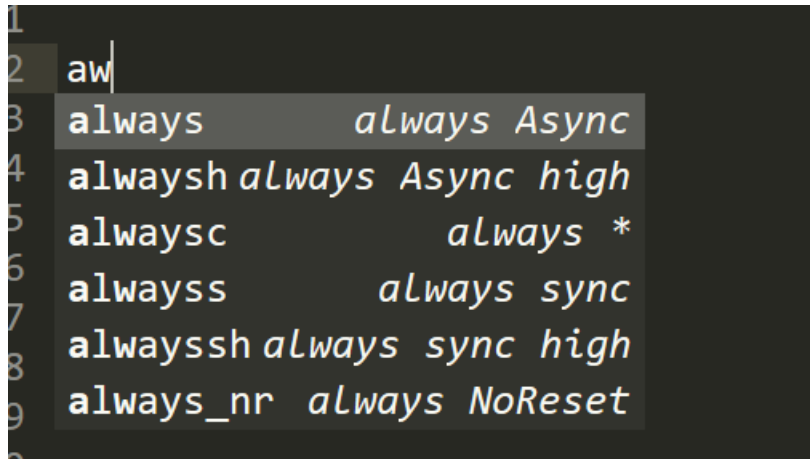 1
2 aw
3 always always Async
4 alwaysh always Async high
5 alwaysc always *
6 alwayss always sync
7 alwayssh always sync high
8 always_nr always NoReset
9